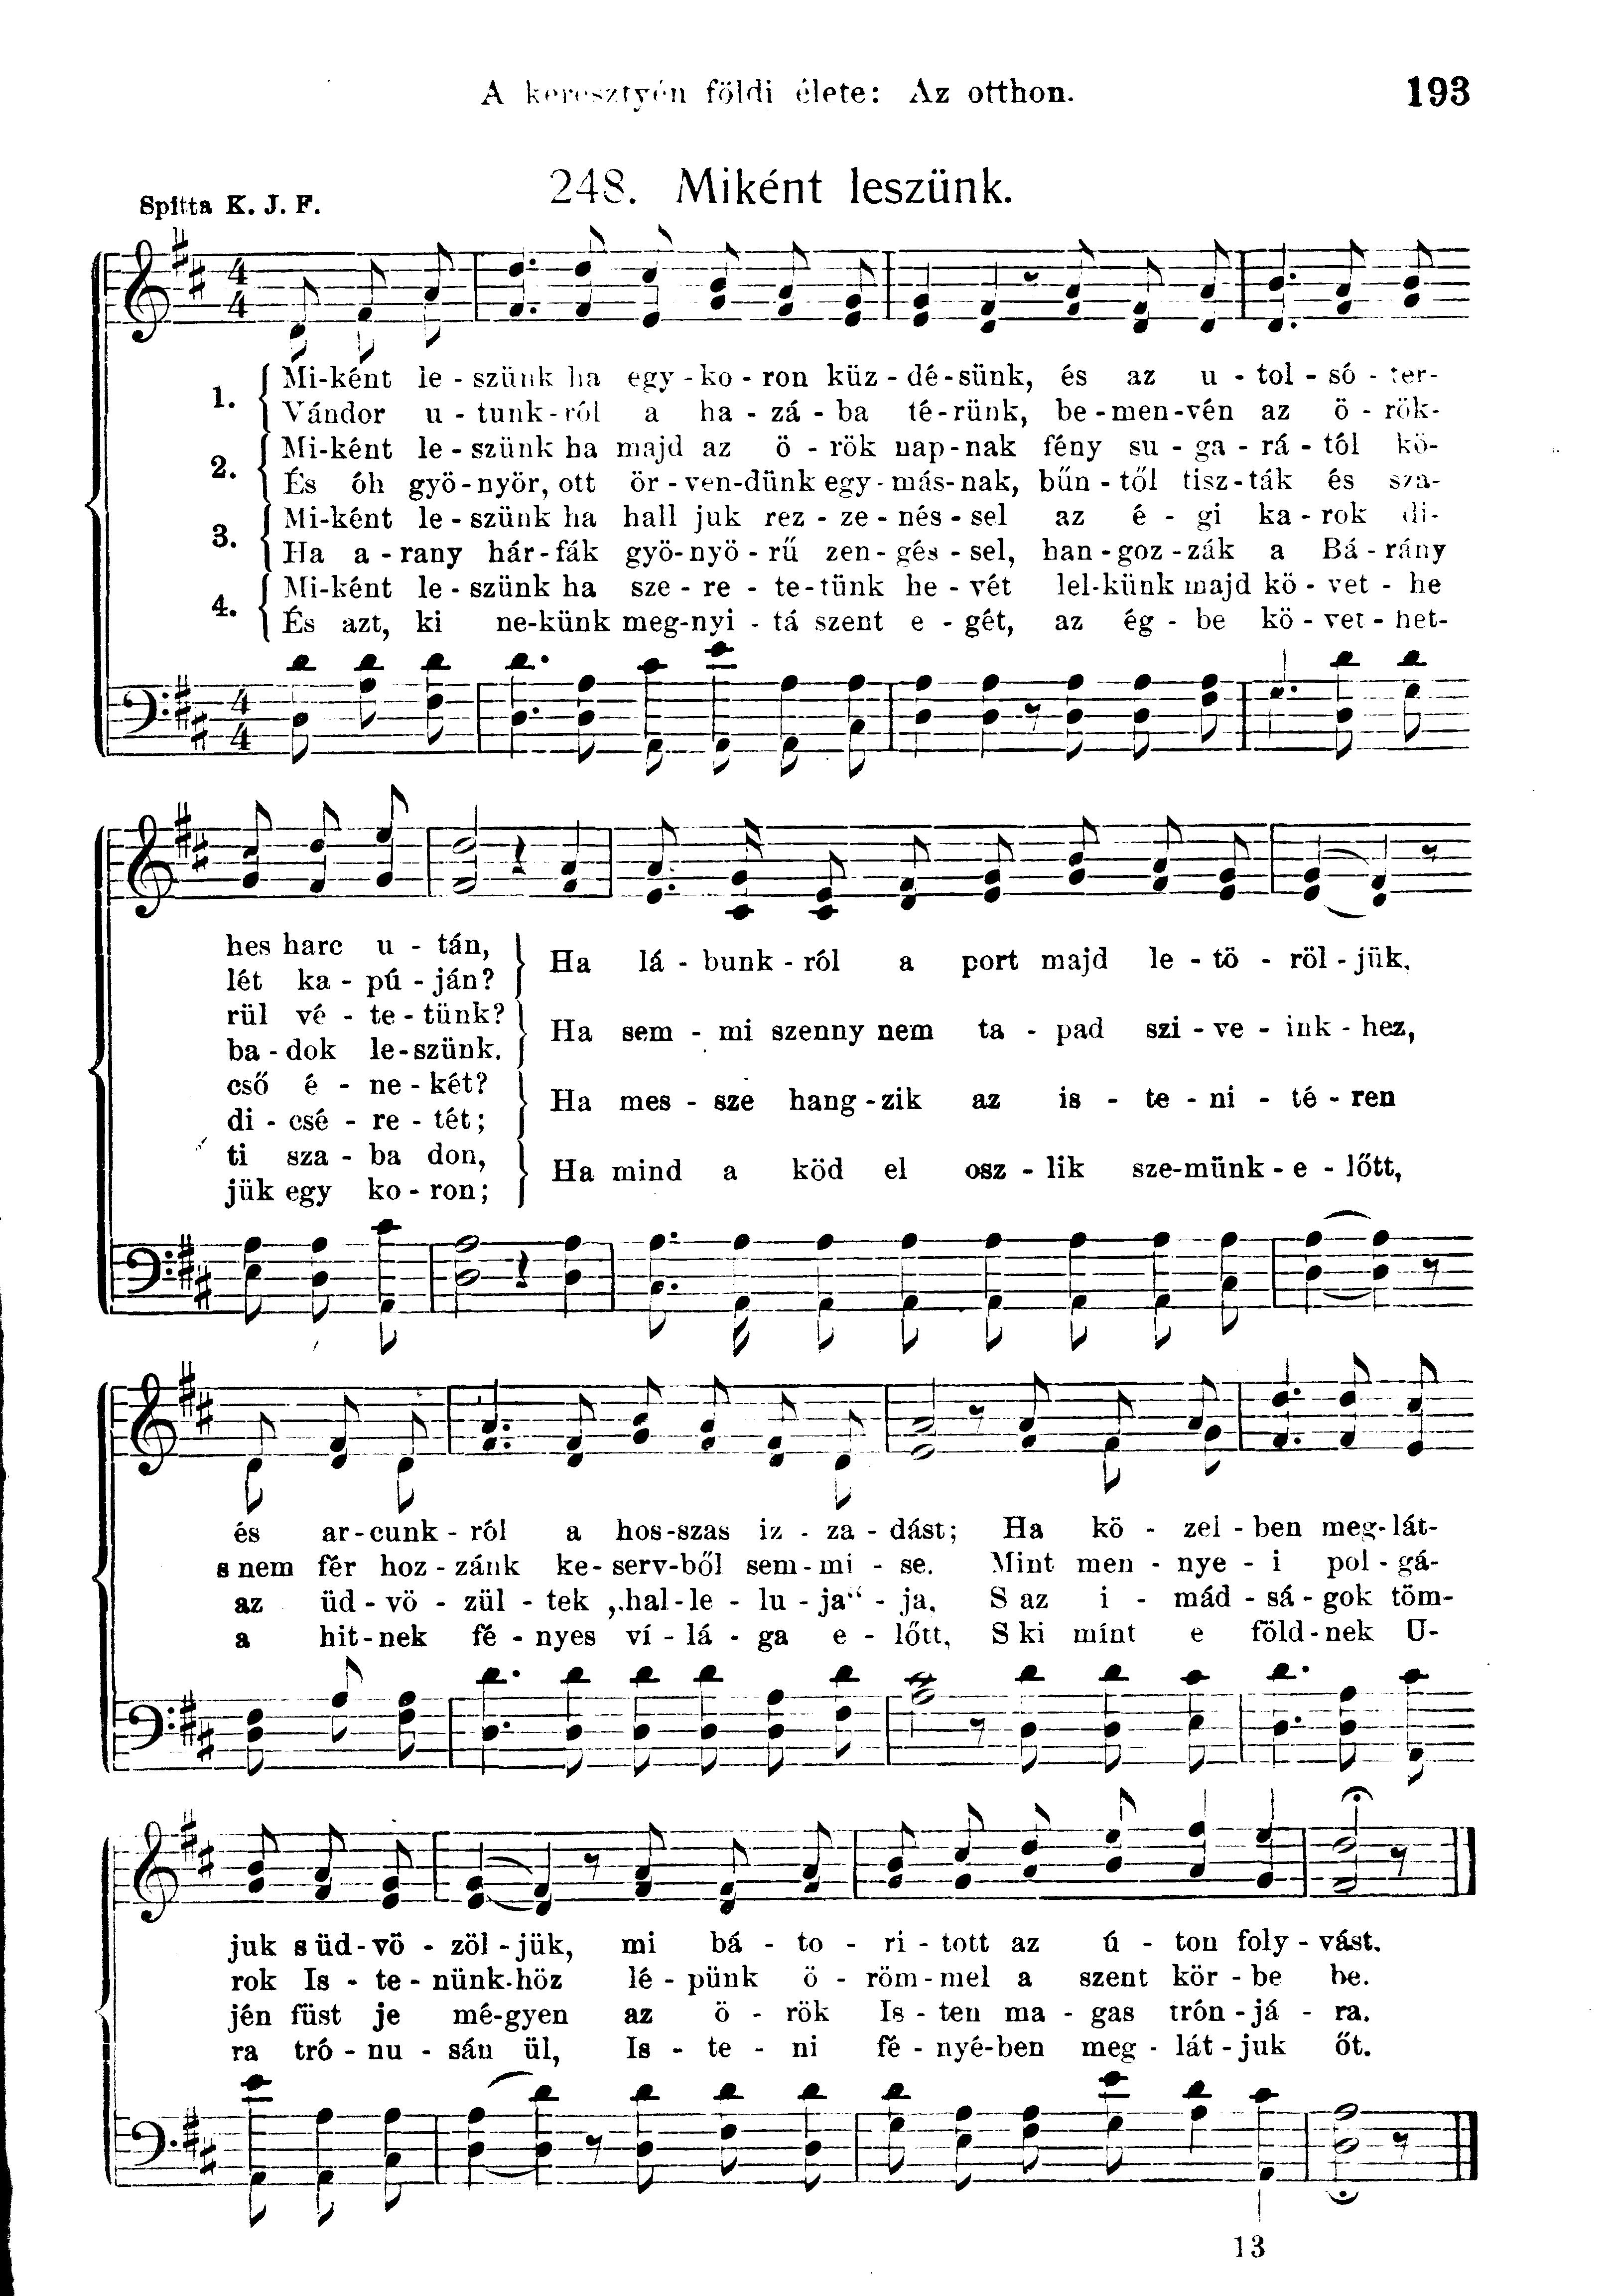 A keresztyén földi élete: Az otthon.
193
248. Miként leszünk.
Spitta K. J. F.
1. Mi-ként le - szünk ha egy - ko - ron küz - dé - sünk, és az u - tol - só - ter-
Vándor u - tunk - ról a ha - zá - ba té - rünk, be - men - vén az ö - rök-
2. Mi-ként le - szünk ha majd az ö - rök nap - nak fény su - ga - rá - tól kö-
És óh gyö - nyör, ott ör - ven - dünk egy - más - nak, bűn - től tisz - ták és sza-
3. Mi-ként le - szünk ha hall juk rez - ze - nés - sel az é - gi ka - rok di-
Ha a - rany hár - fák gyö - nyö - rű zen - gés - sel, han - goz - zák a Bá - rány
4. Mi-ként le - szünk ha sze - re - te - tünk he - vét lel - künk majd kö - vet - he
És azt, ki ne - künk meg - nyi - tá szent e - gét, az ég - be kö - vet - het-
hes harc u - tán,
lét ka - pú - ján?
Ha lá - bunk - ról a port majd le - tö - röl - jük,
rül vé - te - tünk?
ba - dok le - szünk.
Ha sem - mi szenny nem ta - pad szi - ve - ink - hez,
cső é - ne - két?
di - csé - re - tét;
Ha mes - sze hang - zik az is - te - ni - té - ren
ti sza - ba don,
jük egy ko - ron;
Ha mind a köd el osz - lik sze - münk - e - lőtt,
és ar - cunk - ról a hos - szas iz - za - dást; Ha kö - zel - ben meg - lát-
s nem fér hoz - zánk ke - serv - ből sem - mi - se. Mint men - nye - i pol - gá-
az üd - vö - zül - tek „hal - le - lu - ja“ - ja, S az i - mád - sá - gok töm-
a hit - nek fé - nyes ví - lá - ga e - lőtt, S ki mínt e föld - nek U-
juk s üd - vö - zöl - jük, mi bá - to - ri - tott az ú - ton foly - vást.
rok Is - te - nünk - höz lé - pünk ö - röm - mel a szent kör - be be.
jén füst je mé - gyen az ö - rök Is - ten ma - gas trón - já - ra.
ra tró - nu - sán ül, Is - te - ni fé - nyé - ben meg - lát - juk őt.
13